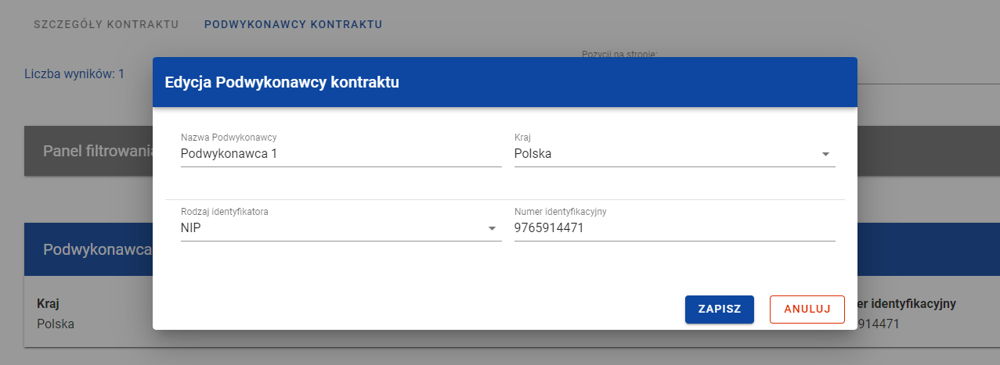 SZCZEGÓŁY KONTRAKTU PODWYKONAWCY KONTRAKTU
Pozycji na stronie:
Liczba wyników: 1
Edycja Podwykonawcy kontraktu
Panel filtrowania
Nazwa Podwykonawcy Kraj
Podwykonawca 1 Polska
Rodzaj identyfikatora Numer identyfikacyjny
NIP 9765914471
Podwykonawca
ZAPISZ ANULUJ
Kraj er identyfikacyjny
Polska 914471